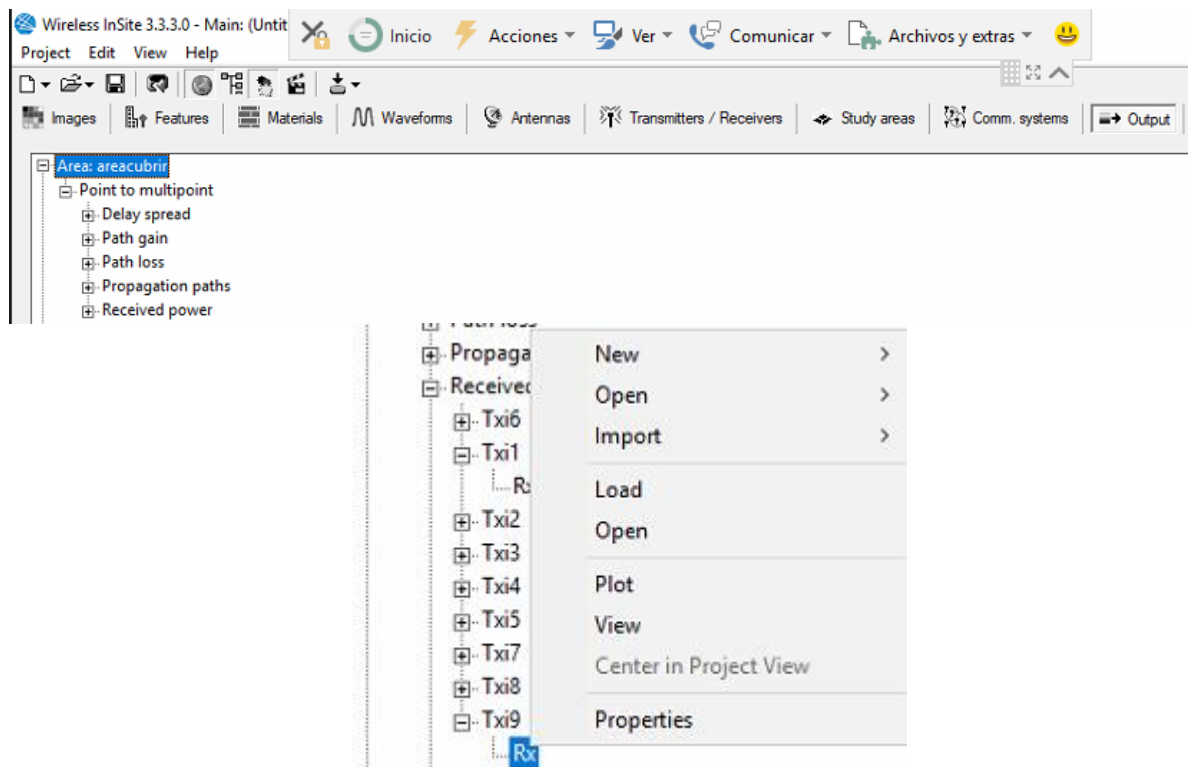 Wireless InSite 3.3.3.0 - Main: (Untit
Inicio Acciones Ver Comunicar Archivos y extras
Project Edit View Help
Images Features Materials Waveforms Antennas Transmitters / Receivers Study areas Comm. systems Output
Area: areacubrir
Point to multipoint
Delay spread
Path gain
Path loss
Propagation paths
Received power
Propaga
Received
Txi6
Txi1
Txi2
Txi3
Txi4
Txi5
Txi7
Txi8
Txi9
Rx
New
Open
Import
Load
Open
Plot
View
Center in Project View
Properties